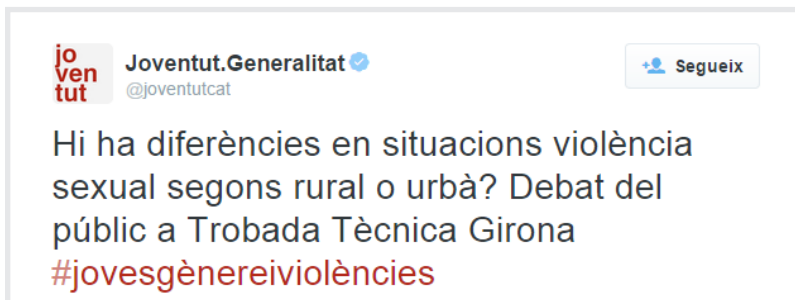 jo
ven
tut
Joventut.Generalitat
@joventutcat
Segueix
Hi ha diferències en situacions violència
sexual segons rural o urbà? Debat del
públic a Trobada Tècnica Girona
#jovesgènereiviolències